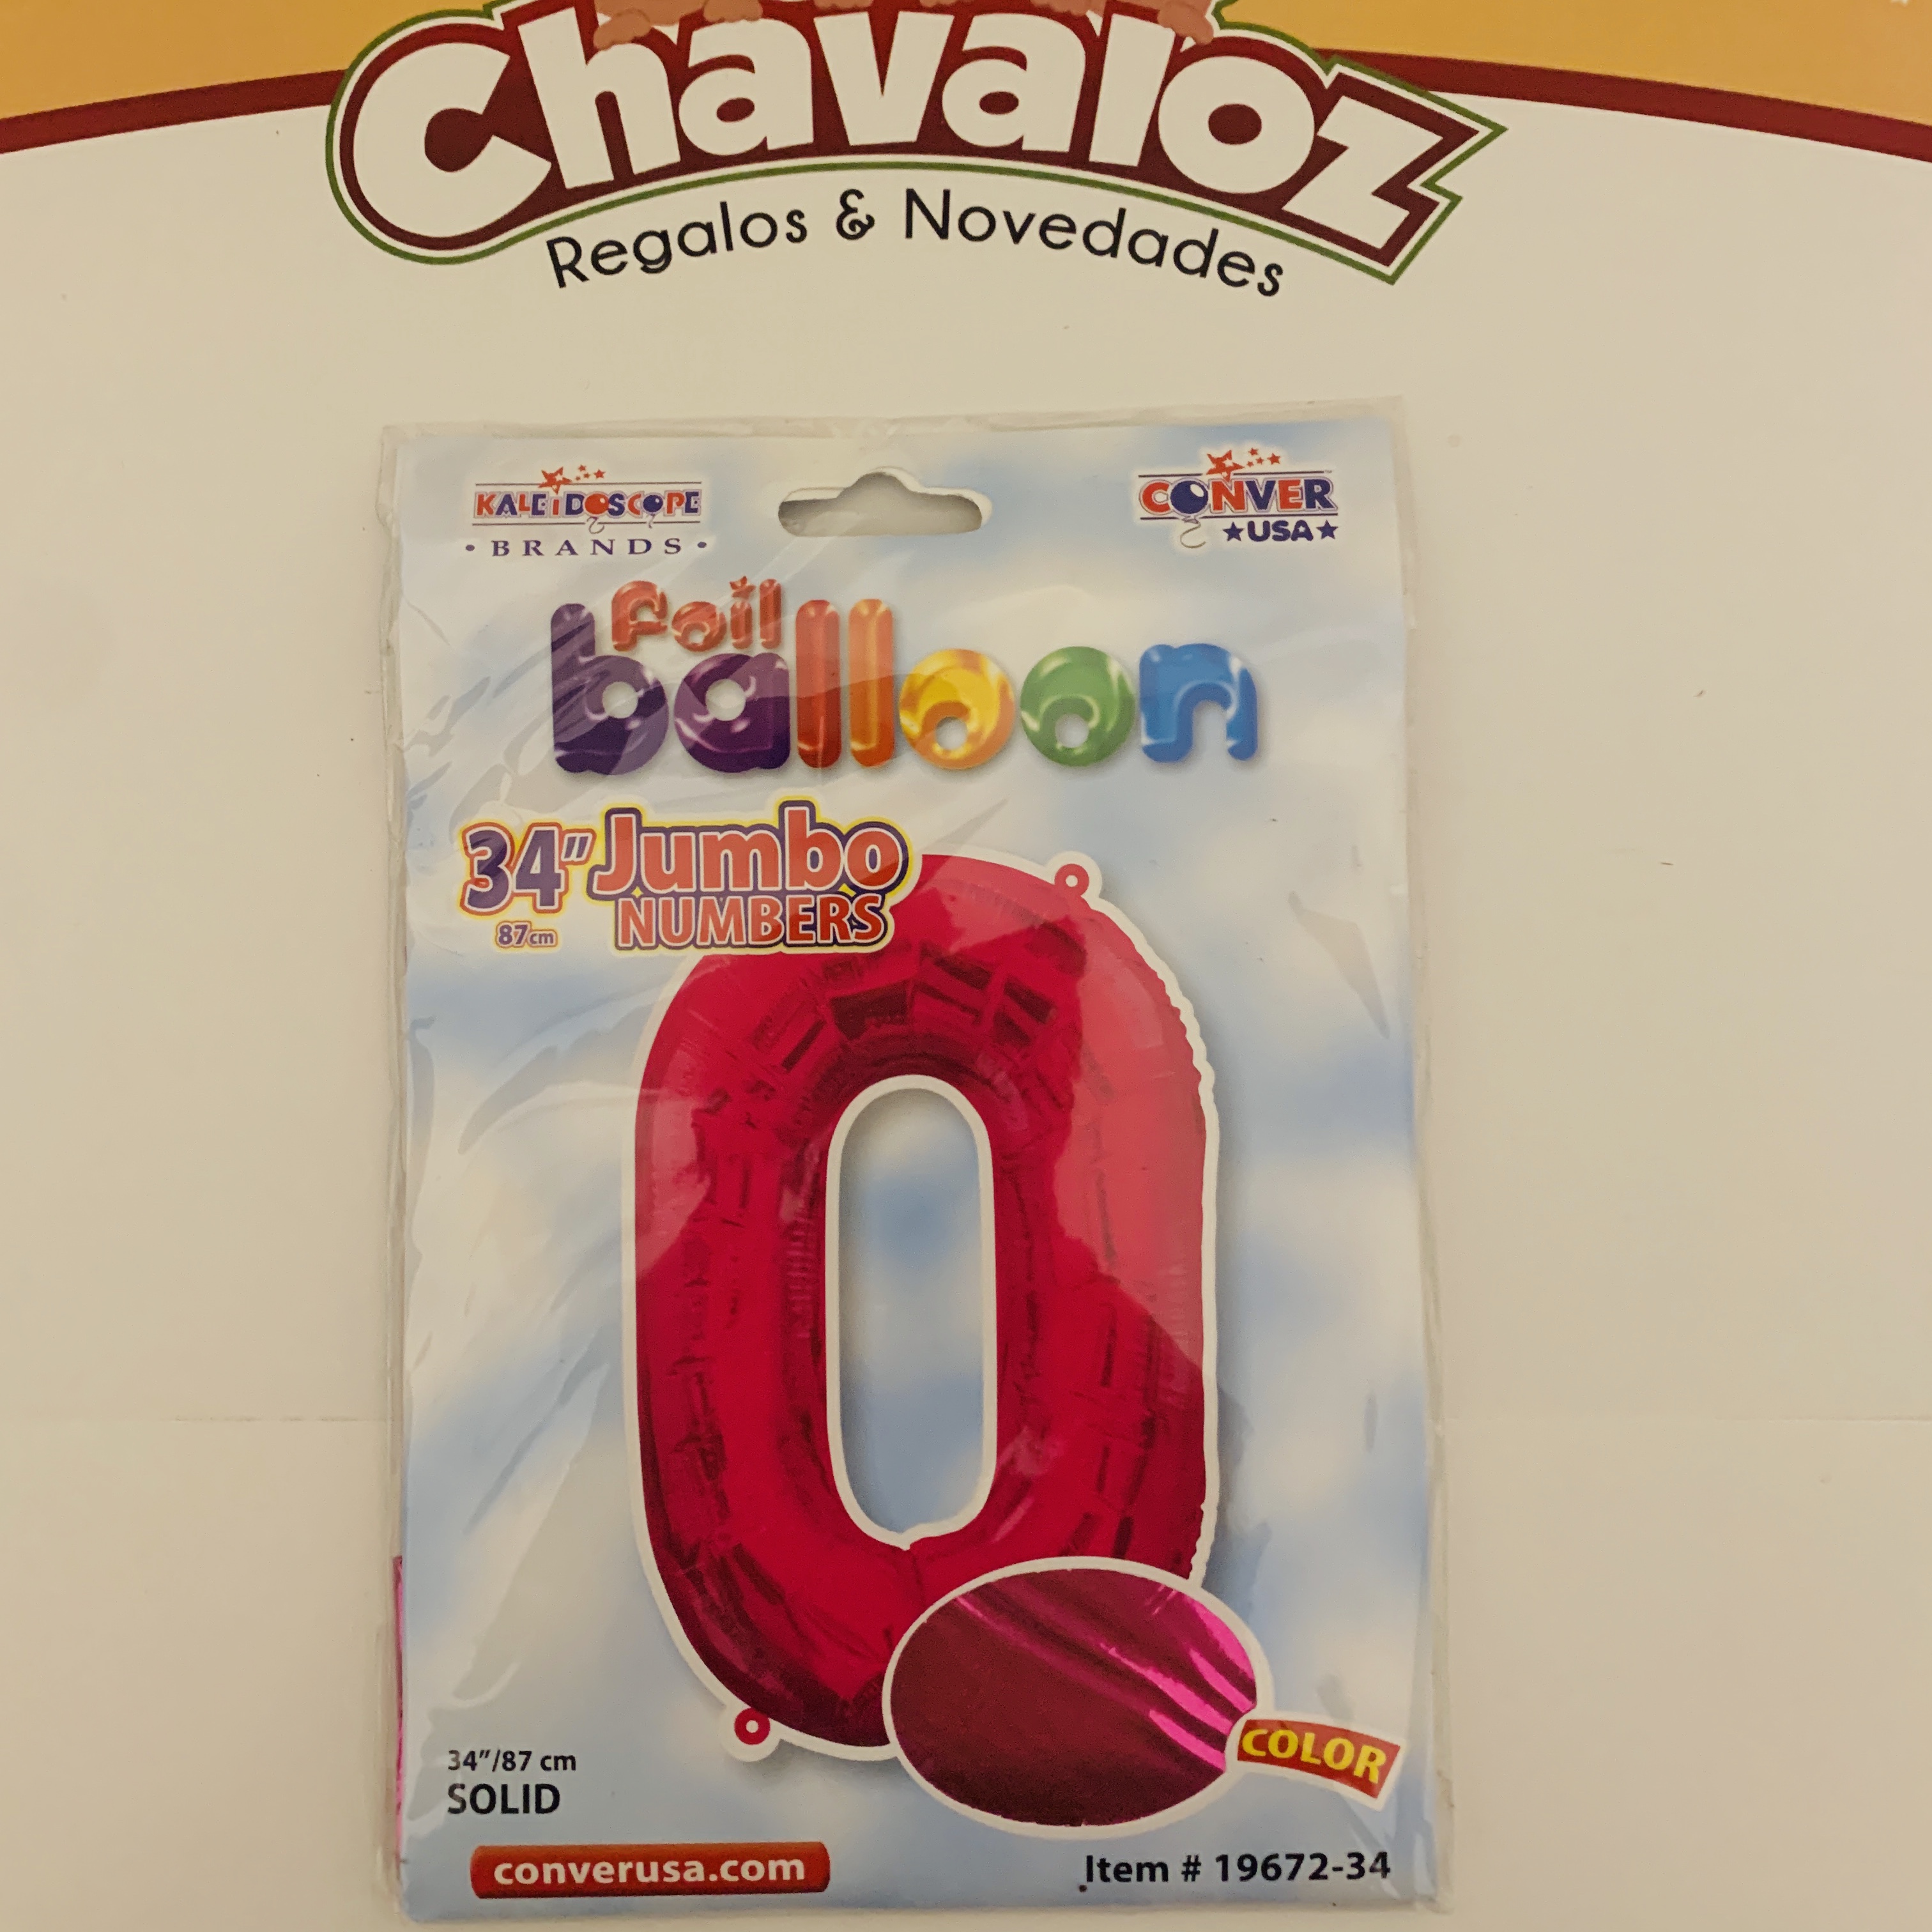 Chavaloz
Regalos & Novedades
KALEIDOSCOPE
• BRANDS •
CONVER
★USA★
foil
balloon
34" Jumbo
87cm NUMBERS
0
34"/87 cm
SOLID
COLOR
converusa.com
Item # 19672-34